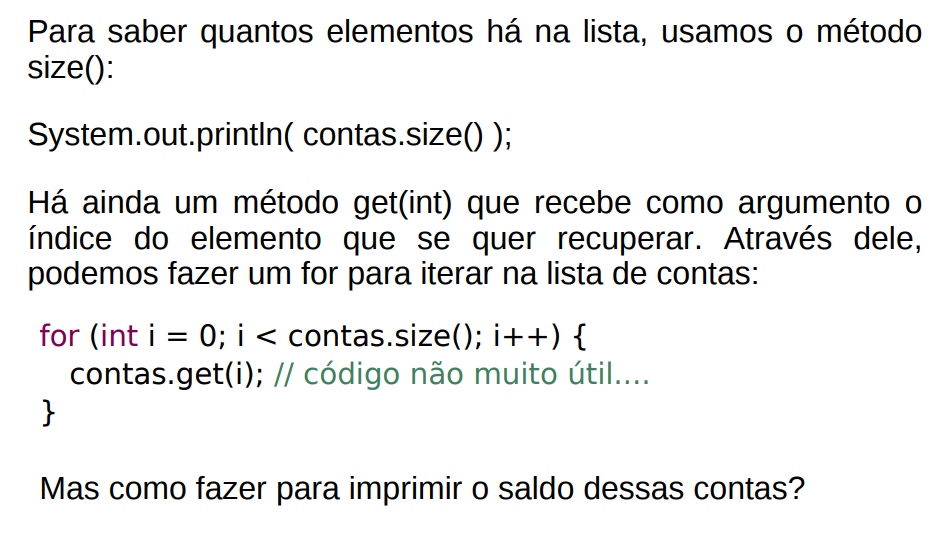 Para saber quantos elementos há na lista, usamos o método
size():
System.out.println( contas.size() );
Há ainda um método get(int) que recebe como argumento o
índice do elemento que se quer recuperar. Através dele,
podemos fazer um for para iterar na lista de contas:
for (int i = 0; i < contas.size(); i++) {
contas.get(i); // código não muito útil....
}
Mas como fazer para imprimir o saldo dessas contas?